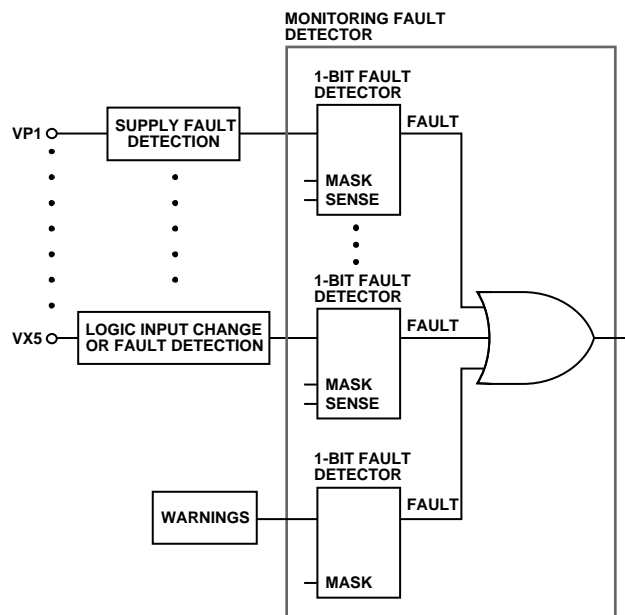 MONITORING FAULT
DETECTOR
1-BIT FAULT
DETECTOR
VP1
SUPPLY FAULT
DETECTION
FAULT
MASK
SENSE
1-BIT FAULT
DETECTOR
VX5
LOGIC INPUT CHANGE
OR FAULT DETECTION
FAULT
MASK
SENSE
1-BIT FAULT
DETECTOR
WARNINGS
FAULT
MASK